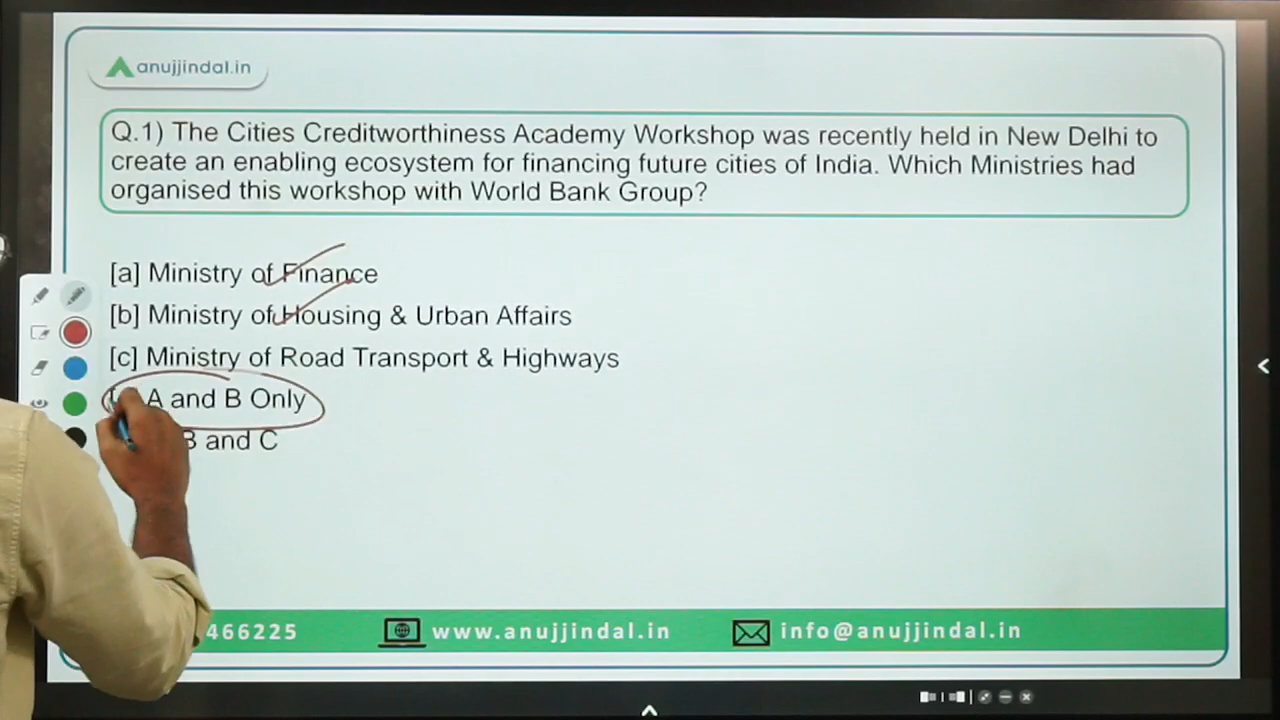 anujjindal.in
Q.1) The Cities Creditworthiness Academy Workshop was recently held in New Delhi to
create an enabling ecosystem for financing future cities of India. Which Ministries had
organised this workshop with World Bank Group?
[a] Ministry of Finance
[b] Ministry of Housing & Urban Affairs
[c] Ministry of Road Transport & Highways
A and B Only
B and C
466225
www.anujjindal.in
info@anujjindal.in